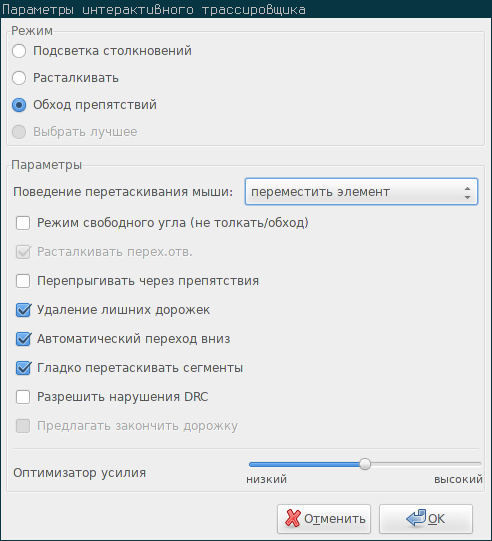 Параметры интерактивного трассировщика
Режим
Подсветка столкновений
Расталкивать
Обход препятствий
Выбрать лучшее
Параметры
Поведение перетаскивания мыши: переместить элемент
Режим свободного угла (не толкать/обход)
Расталкивать перех.отв.
Перепрыгивать через препятствия
Удаление лишних дорожек
Автоматический переход вниз
Гладко перетаскивать сегменты
Разрешить нарушения DRC
Предлагать закончить дорожку
Оптимизатор усилия
низкий высокий
Отменить OK